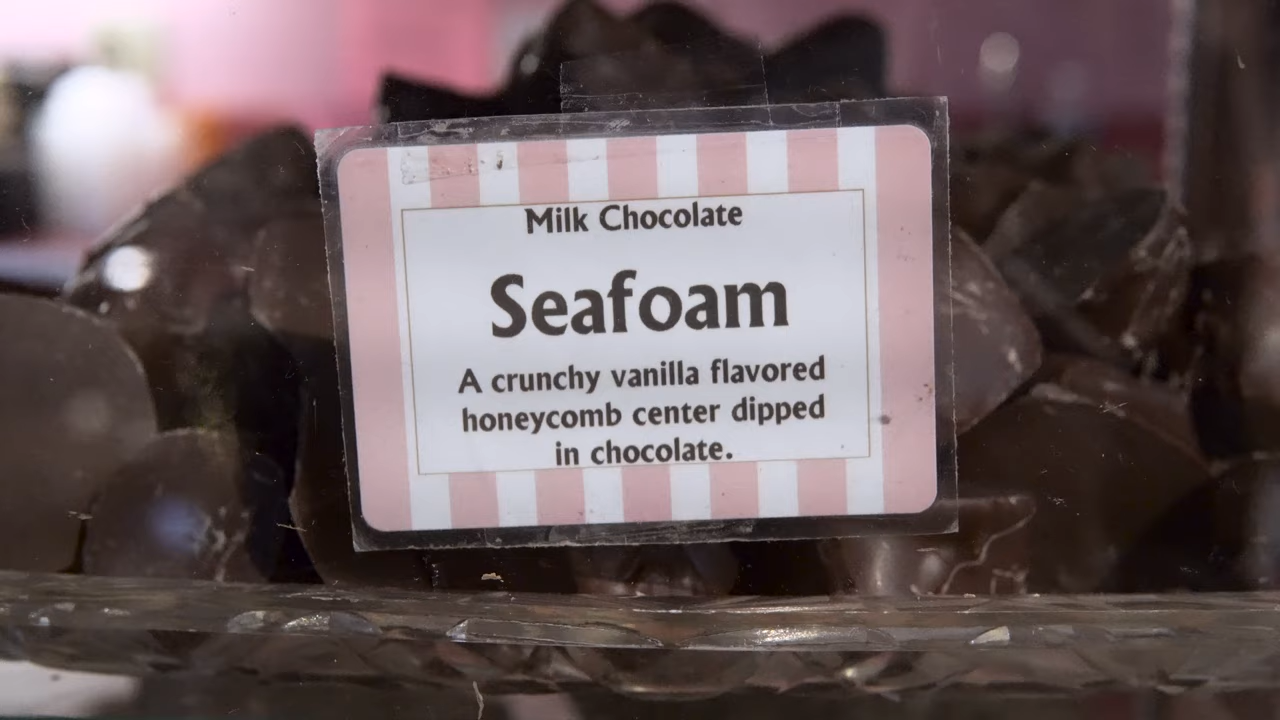 Milk Chocolate
Seafoam
A crunchy vanilla flavored
honeycomb center dipped
in chocolate.